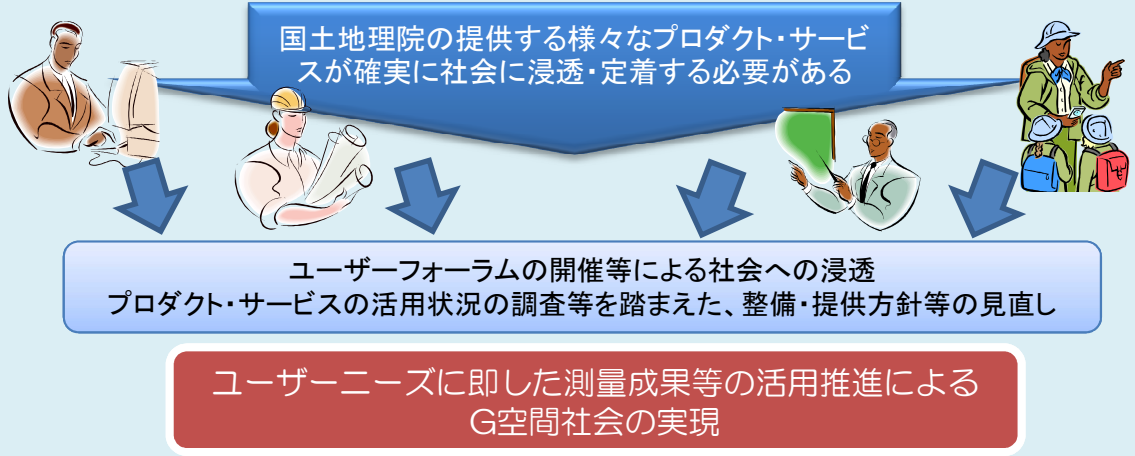 国土地理院の提供する様々なプロダクト・サービ
スが確実に社会に浸透・定着する必要がある
ユーザーフォーラムの開催等による社会への浸透
プロダクト・サービスの活用状況の調査等を踏まえた、整備・提供方針等の見直し
ユーザーニーズに即した測量成果等の活用推進による
G空間社会の実現